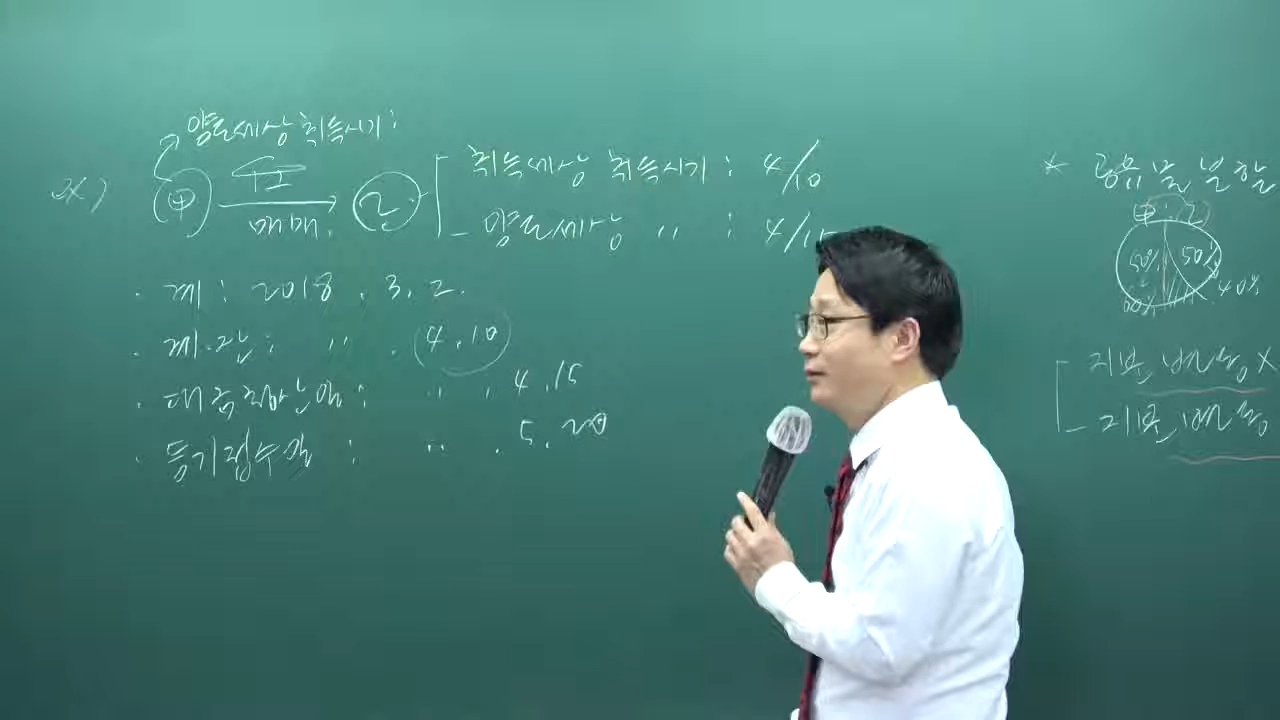 양도세상 취득시기 :
ex) 甲 유상 매매. 乙
취득세상 취득시기 : 4/10
양도세상 〃 : 4/15
· 계 : 2018 . 3. 2.
· 계.잔 : 〃 . 4.10
· 대금지급일 : 〃 . 4.15
· 등기접수일 : 〃 . 5. 20
* 공유물 분할
甲 : 乙
50% 50%
60% 40%
지분 변동 X
지분 변동